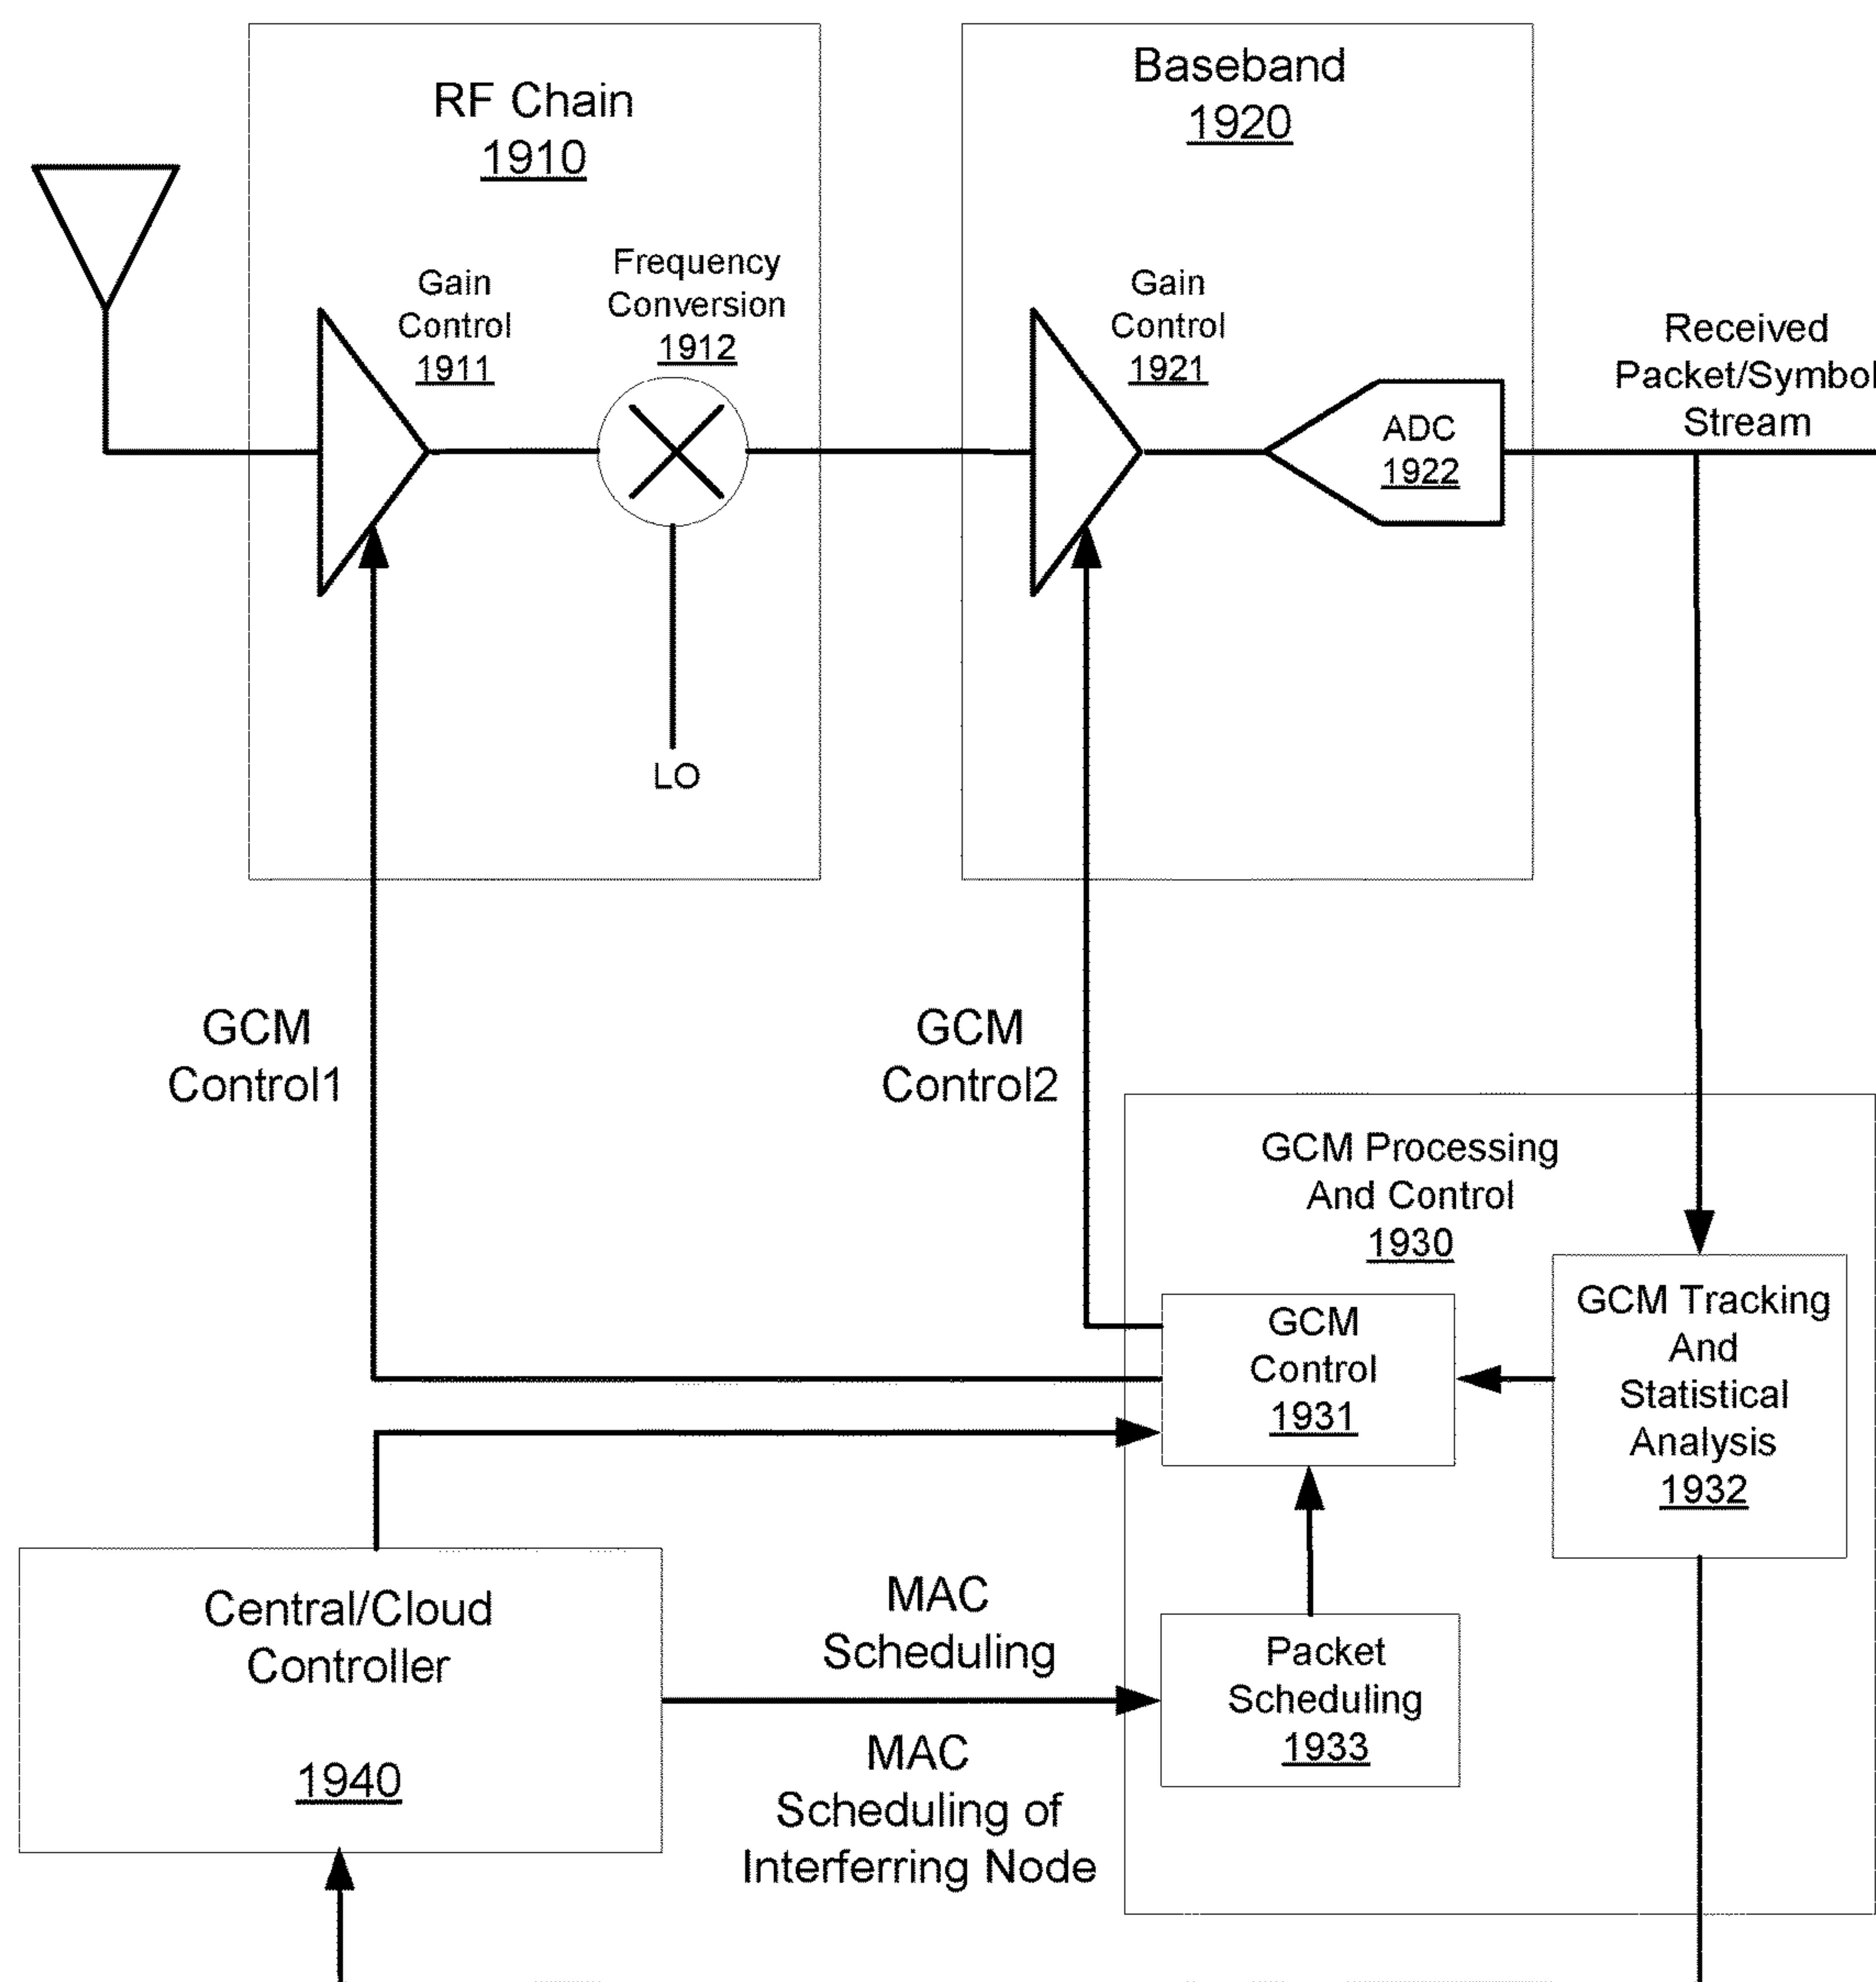 RF Chain
1910
Baseband
1920
Gain
Control
1911
Frequency
Conversion
1912
LO
Gain
Control
1921
ADC
1922
Received
Packet/Symbol
Stream
GCM
Control1
GCM
Control2
GCM Processing
And Control
1930
GCM
Control
1931
GCM Tracking
And
Statistical
Analysis
1932
Central/Cloud
Controller
1940
MAC
Scheduling
MAC
Scheduling of
Interferring Node
Packet
Scheduling
1933